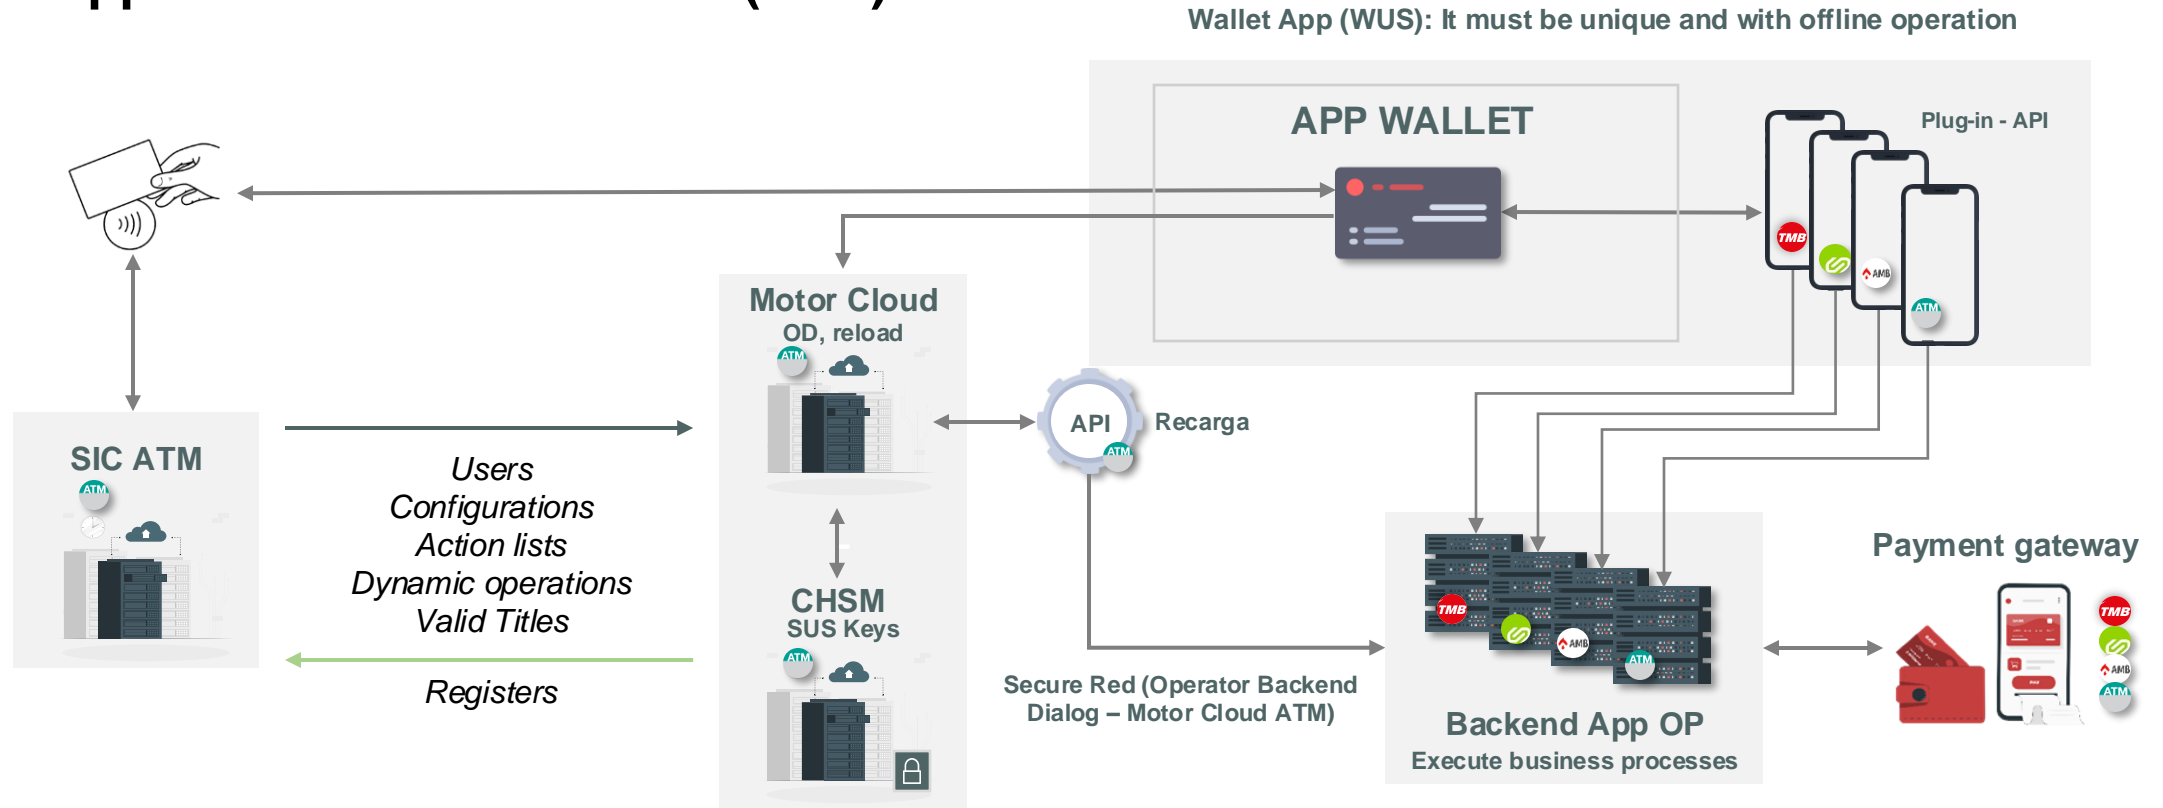 Wallet App (WUS): It must be unique and with offline operation
APP WALLET
Plug-in - API
TMB
AMB
ATM
Motor Cloud
OD, reload
ATM
API
ATM
Recarga
SIC ATM
ATM
Users
Configurations
Action lists
Dynamic operations
Valid Titles
Registers
CHSM
SUS Keys
ATM
Secure Red (Operator Backend
Dialog – Motor Cloud ATM)
TMB
AMB
ATM
Backend App OP
Execute business processes
Payment gateway
TMB
AMB
ATM